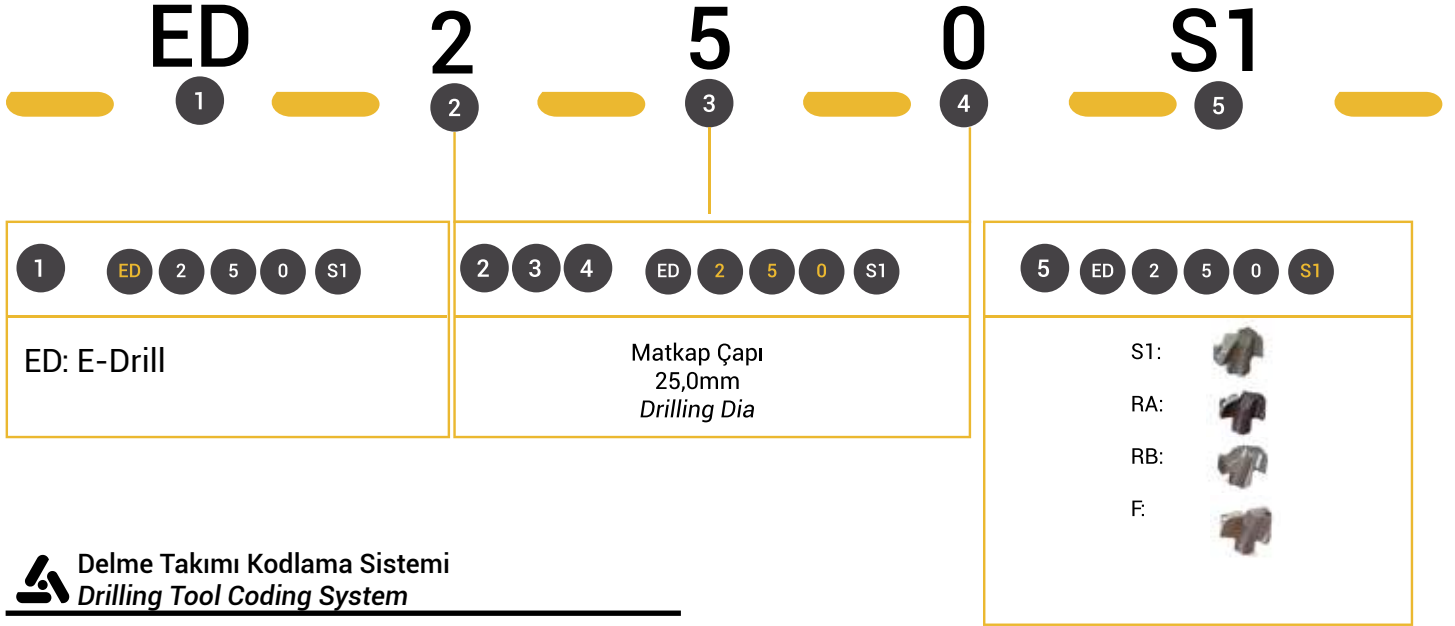 ED 2 5 0 S1
1 2 3 4 5
1 ED 2 5 0 S1
ED: E-Drill
2 3 4 ED 2 5 0 S1
Matkap Çapı
25,0mm
Drilling Dia
5 ED 2 5 0 S1
S1:
RA:
RB:
F:
Delme Takımı Kodlama Sistemi
Drilling Tool Coding System